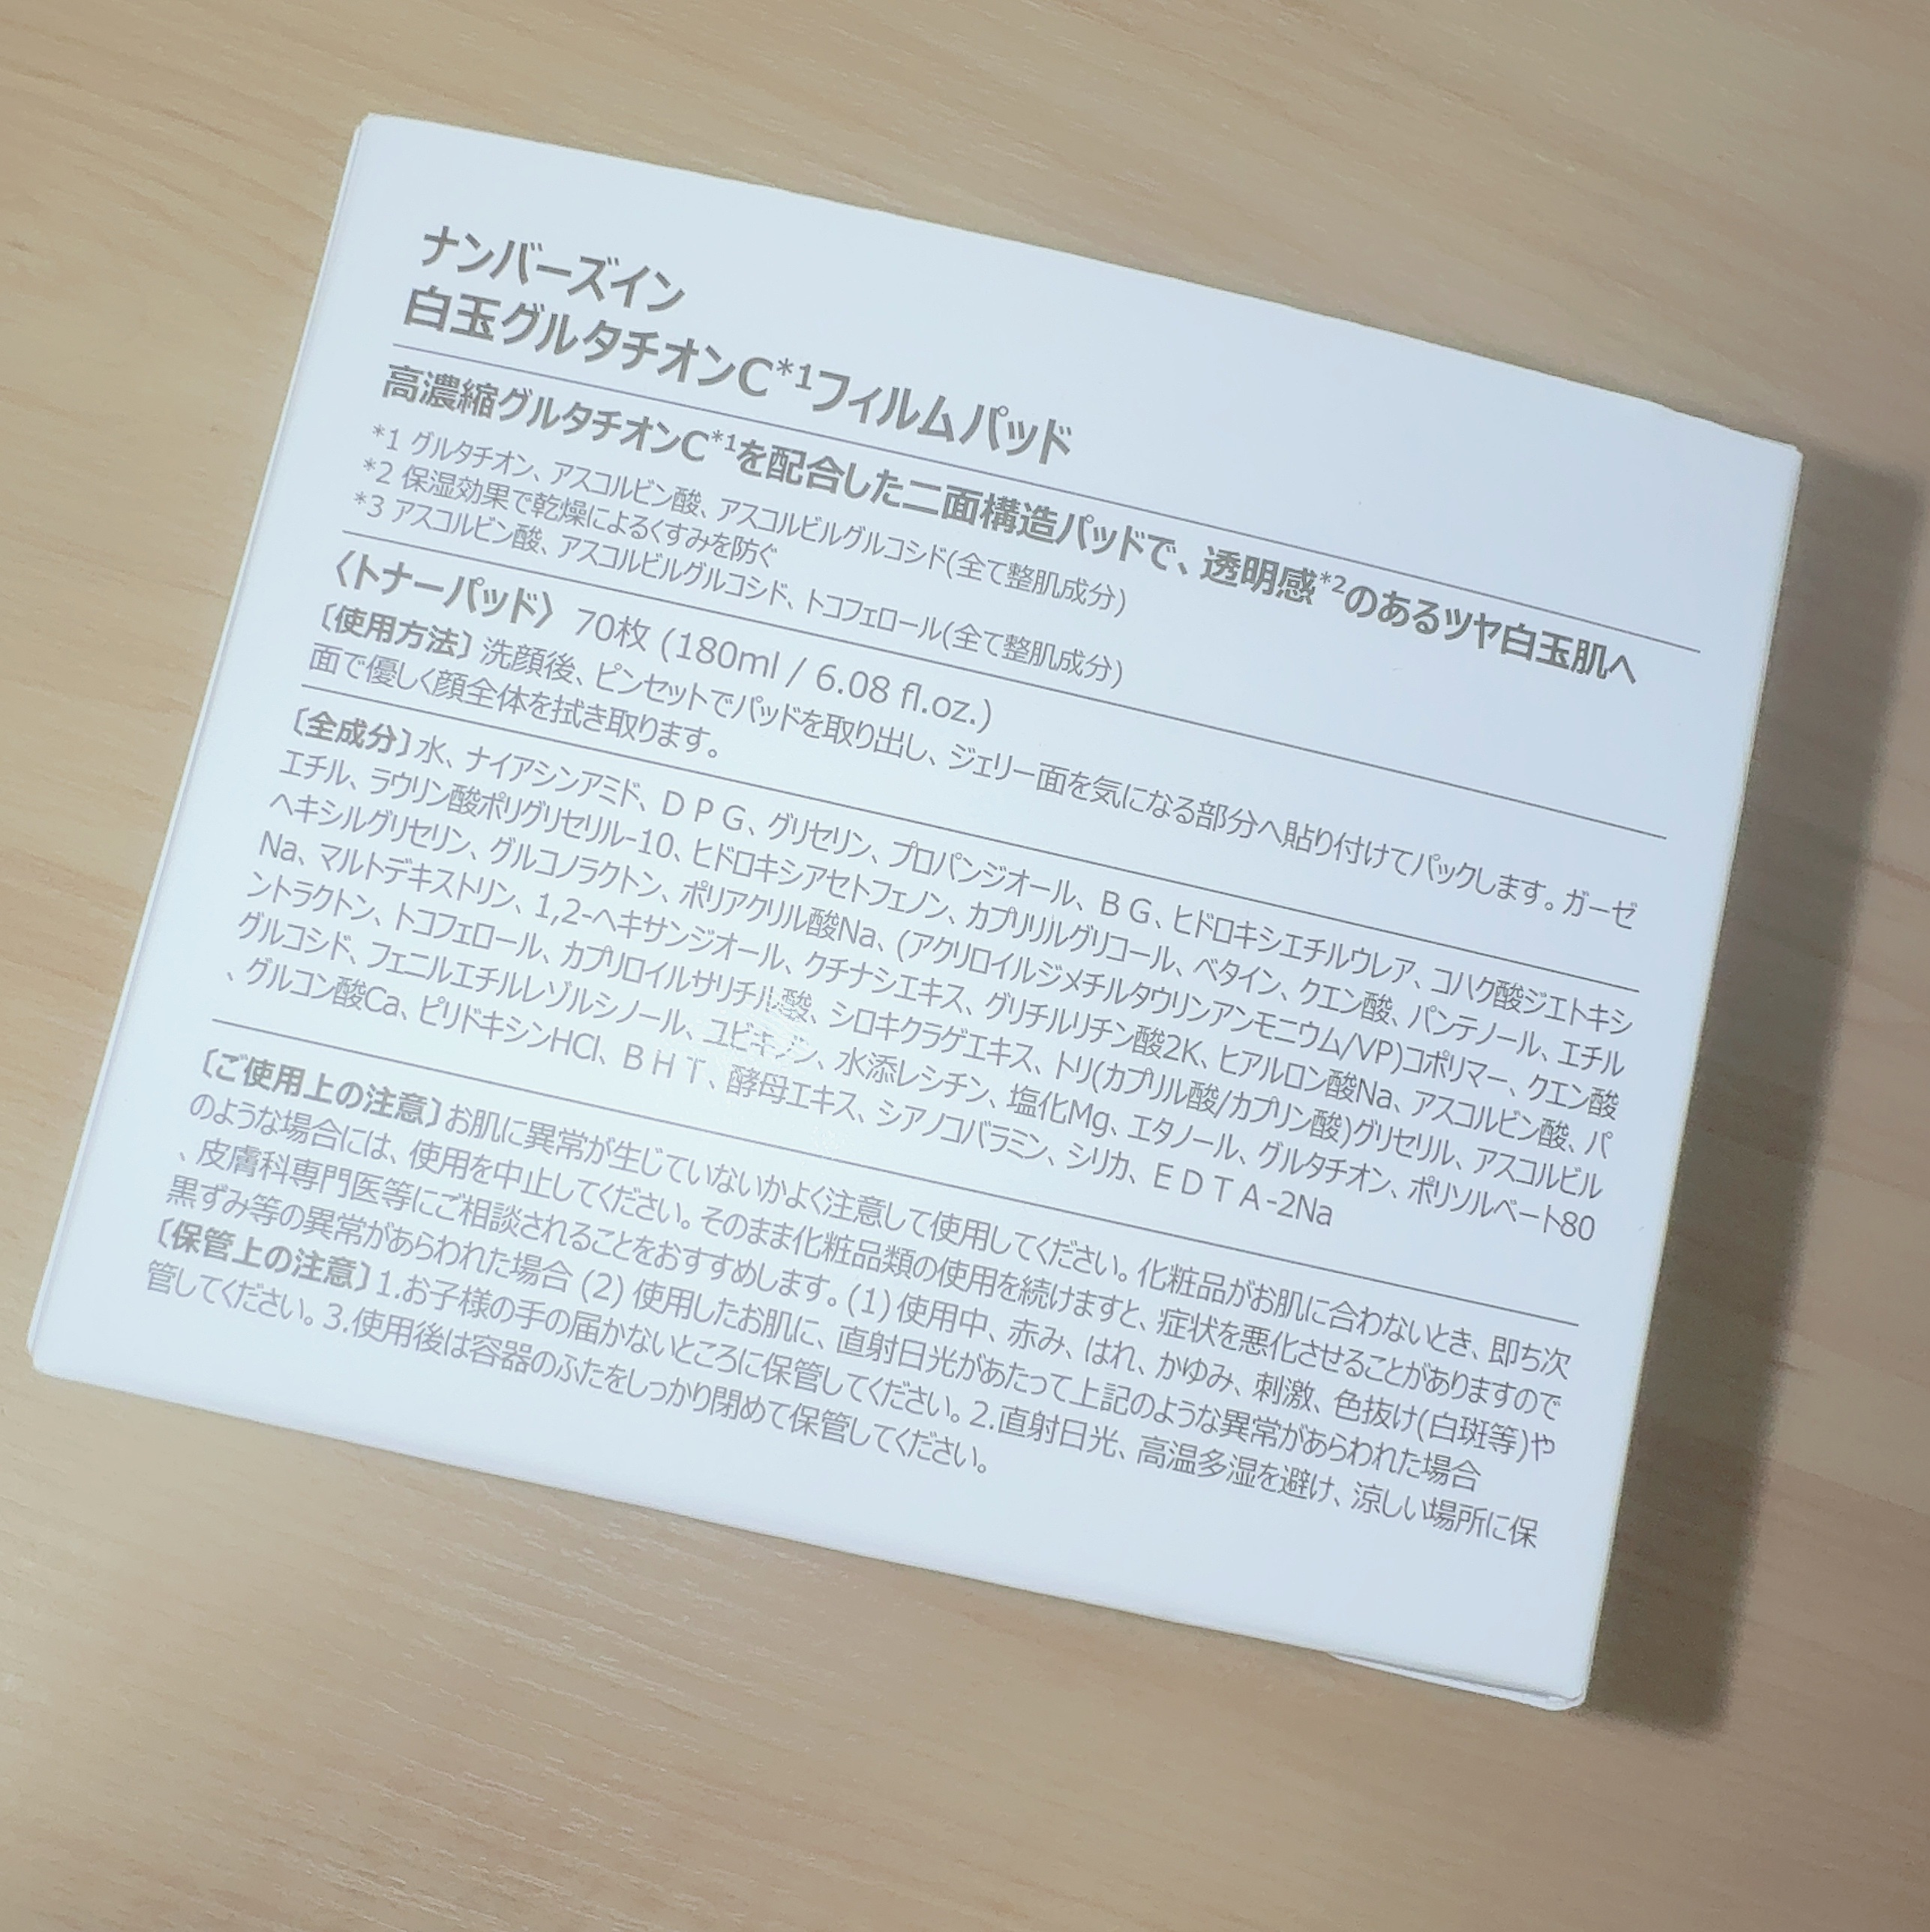 ナンバーズイン
白玉グルタチオンC*1フィルムパッド
高濃縮グルタチオンC*1を配合した二面構造パッドで、透明感*2のあるツヤ白玉肌へ
*1 グルタチオン、アスコルビン酸、アスコルビルグルコシド(全て整肌成分)
*2 保湿効果で乾燥によるくすみを防ぐ
*3 アスコルビン酸、アスコルビルグルコシド、トコフェロール(全て整肌成分)
〈トナーパッド〉 70枚 (180ml / 6.08 fl.oz.)
〔使用方法〕洗顔後、ピンセットでパッドを取り出し、ジェリー面を気になる部分へ貼り付けてパックします。ガーゼ
面で優しく顔全体を拭き取ります。
〔全成分〕水、ナイアシンアミド、ＤＰＧ、グリセリン、プロパンジオール、ＢＧ、ヒドロキシエチルウレア、コハク酸ジエトキシ
エチル、ラウリン酸ポリグリセリル-10、ヒドロキシアセトフェノン、カプリリルグリコール、ベタイン、クエン酸、パンテノール、エチル
ヘキシルグリセリン、グルコノラクトン、ポリアクリル酸Na、(アクリロイルジメチルタウリンアンモニウム/VP)コポリマー、クエン酸
Na、マルトデキストリン、1,2-ヘキサンジオール、クチナシエキス、グリチルリチン酸2K、ヒアルロン酸Na、アスコルビン酸、パ
ントラクトン、トコフェロール、カプリロイルサリチル酸、シロキクラゲエキス、トリ(カプリル酸/カプリン酸)グリセリル、アスコルビル
グルコシド、フェニルエチルレゾルシノール、ユビキノン、水添レシチン、塩化Mg、エタノール、グルタチオン、ポリソルベート80
、グルコン酸Ca、ピリドキシンHCl、ＢＨＴ、酵母エキス、シアノコバラミン、シリカ、ＥＤＴＡ-2Na
〔ご使用上の注意〕お肌に異常が生じていないかよく注意して使用してください。化粧品がお肌に合わないとき、即ち次
のような場合には、使用を中止してください。そのまま化粧品類の使用を続けますと、症状を悪化させることがありますので
、皮膚科専門医等にご相談されることをおすすめします。(1) 使用中、赤み、はれ、かゆみ、刺激、色抜け(白斑等)や
黒ずみ等の異常があらわれた場合 (2) 使用したお肌に、直射日光があたって上記のような異常があらわれた場合
〔保管上の注意〕1.お子様の手の届かないところに保管してください。2.直射日光、高温多湿を避け、涼しい場所に保
管してください。3.使用後は容器のふたをしっかり閉めて保管してください。